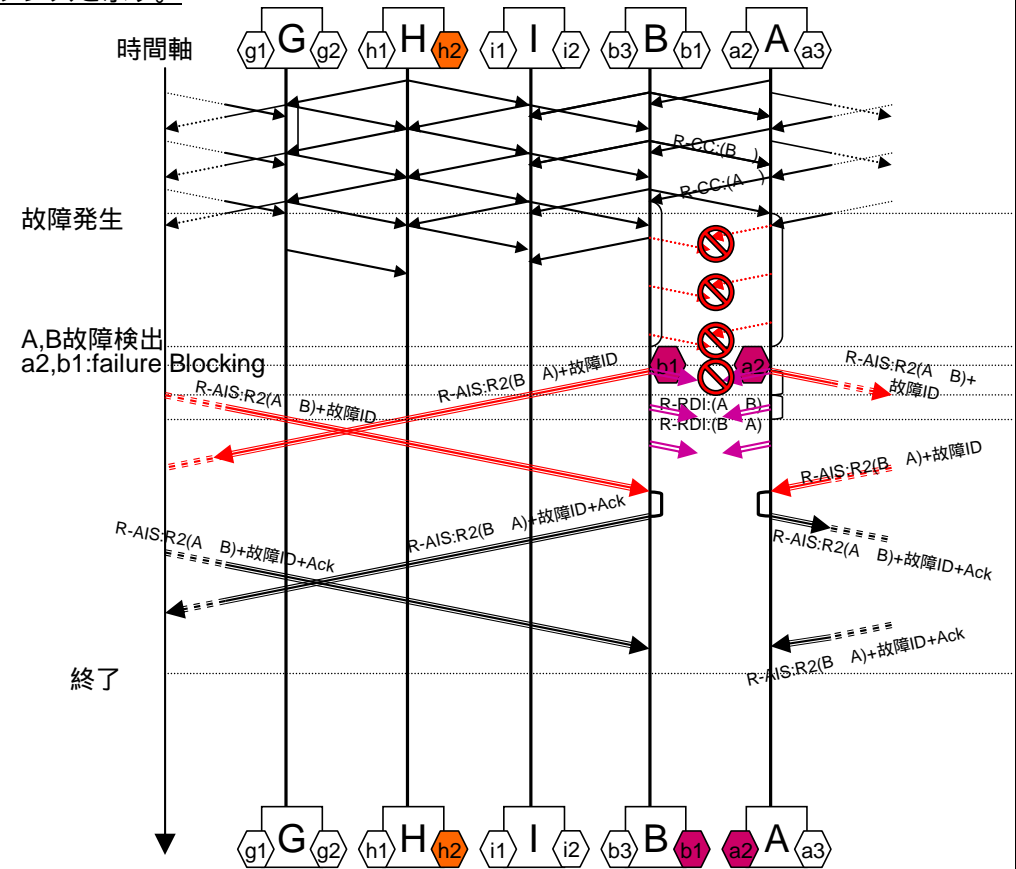 g1 G g2 h1 H h2 i1 I i2 b3 B b1 a2 A a3
時間軸
R-CC:(B )
R-CC:(A )
故障発生
A,B故障検出
a2,b1:failure Blocking
b1 a2
R-AIS:R2(B A)+故障ID
R-AIS:R2(A B)+
故障ID
R-AIS:R2(A B)+故障ID
R-RDI:(A B)
R-RDI:(B A)
R-AIS:R2(B A)+故障ID
R-AIS:R2(B A)+故障ID+Ack
R-AIS:R2(A B)+故障ID+Ack
R-AIS:R2(A B)+故障ID+Ack
R-AIS:R2(B A)+故障ID+Ack
終了
g1 G g2 h1 H h2 i1 I i2 b3 B b1 a2 A a3